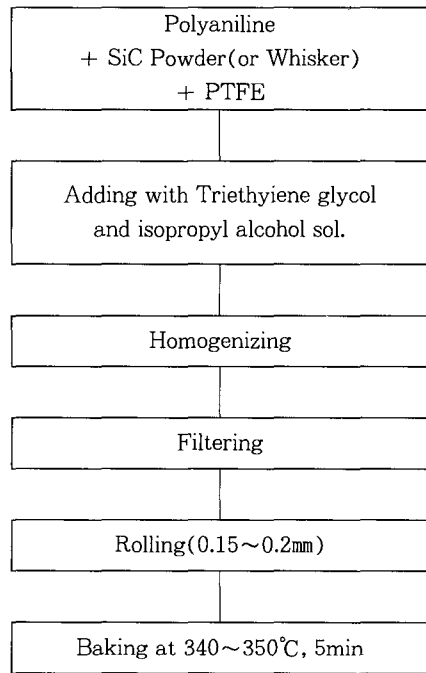 Polyaniline
+ SiC Powder(or Whisker)
+ PTFE
Adding with Triethyiene glycol
and isopropyl alcohol sol.
Homogenizing
Filtering
Rolling(0.15～0.2mm)
Baking at 340～350℃, 5min